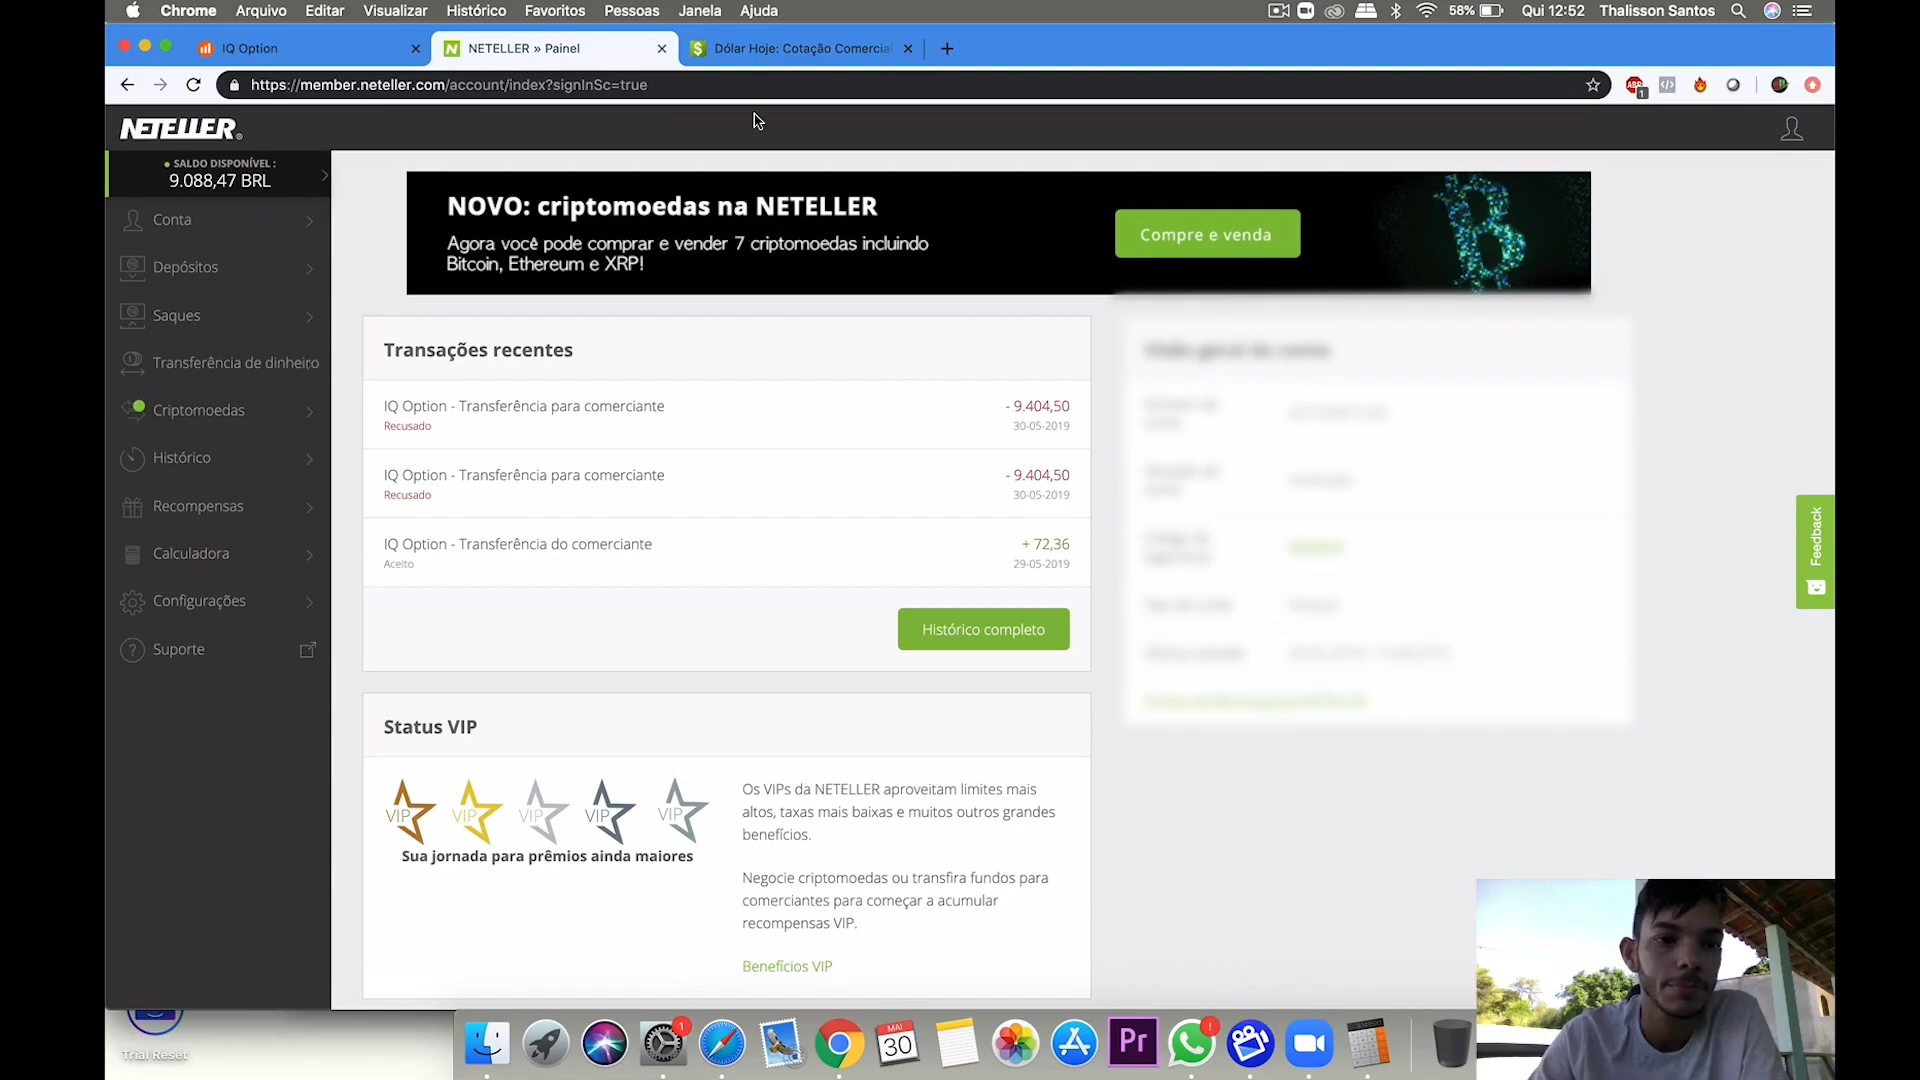 Chrome Arquivo Editar Visualizar Histórico Favoritos Pessoas Janela Ajuda 58% Qui 12:52 Thalisson Santos
IQ Option
NETELLER » Painel
Dólar Hoje: Cotação Comercia
https://member.neteller.com/account/index?signInSc=true
1
NETELLER
SALDO DISPONÍVEL :
9.088,47 BRL
Conta
Depósitos
Saques
Transferência de dinheiro
Criptomoedas
Histórico
Recompensas
Calculadora
Configurações
Suporte
NOVO: criptomoedas na NETELLER
Agora você pode comprar e vender 7 criptomoedas incluindo
Bitcoin, Ethereum e XRP!
Compre e venda
Transações recentes
IQ Option - Transferência para comerciante - 9.404,50
Recusado 30-05-2019
IQ Option - Transferência para comerciante - 9.404,50
Recusado 30-05-2019
IQ Option - Transferência do comerciante + 72,36
Aceito 29-05-2019
Histórico completo
Feedback
Status VIP
VIP VIP VIP VIP VIP
Sua jornada para prêmios ainda maiores
Os VIPs da NETELLER aproveitam limites mais
altos, taxas mais baixas e muitos outros grandes
benefícios.
Negocie criptomoedas ou transfira fundos para
comerciantes para começar a acumular
recompensas VIP.
Benefícios VIP
Trial Reset
1
MAI
30
Pr
!